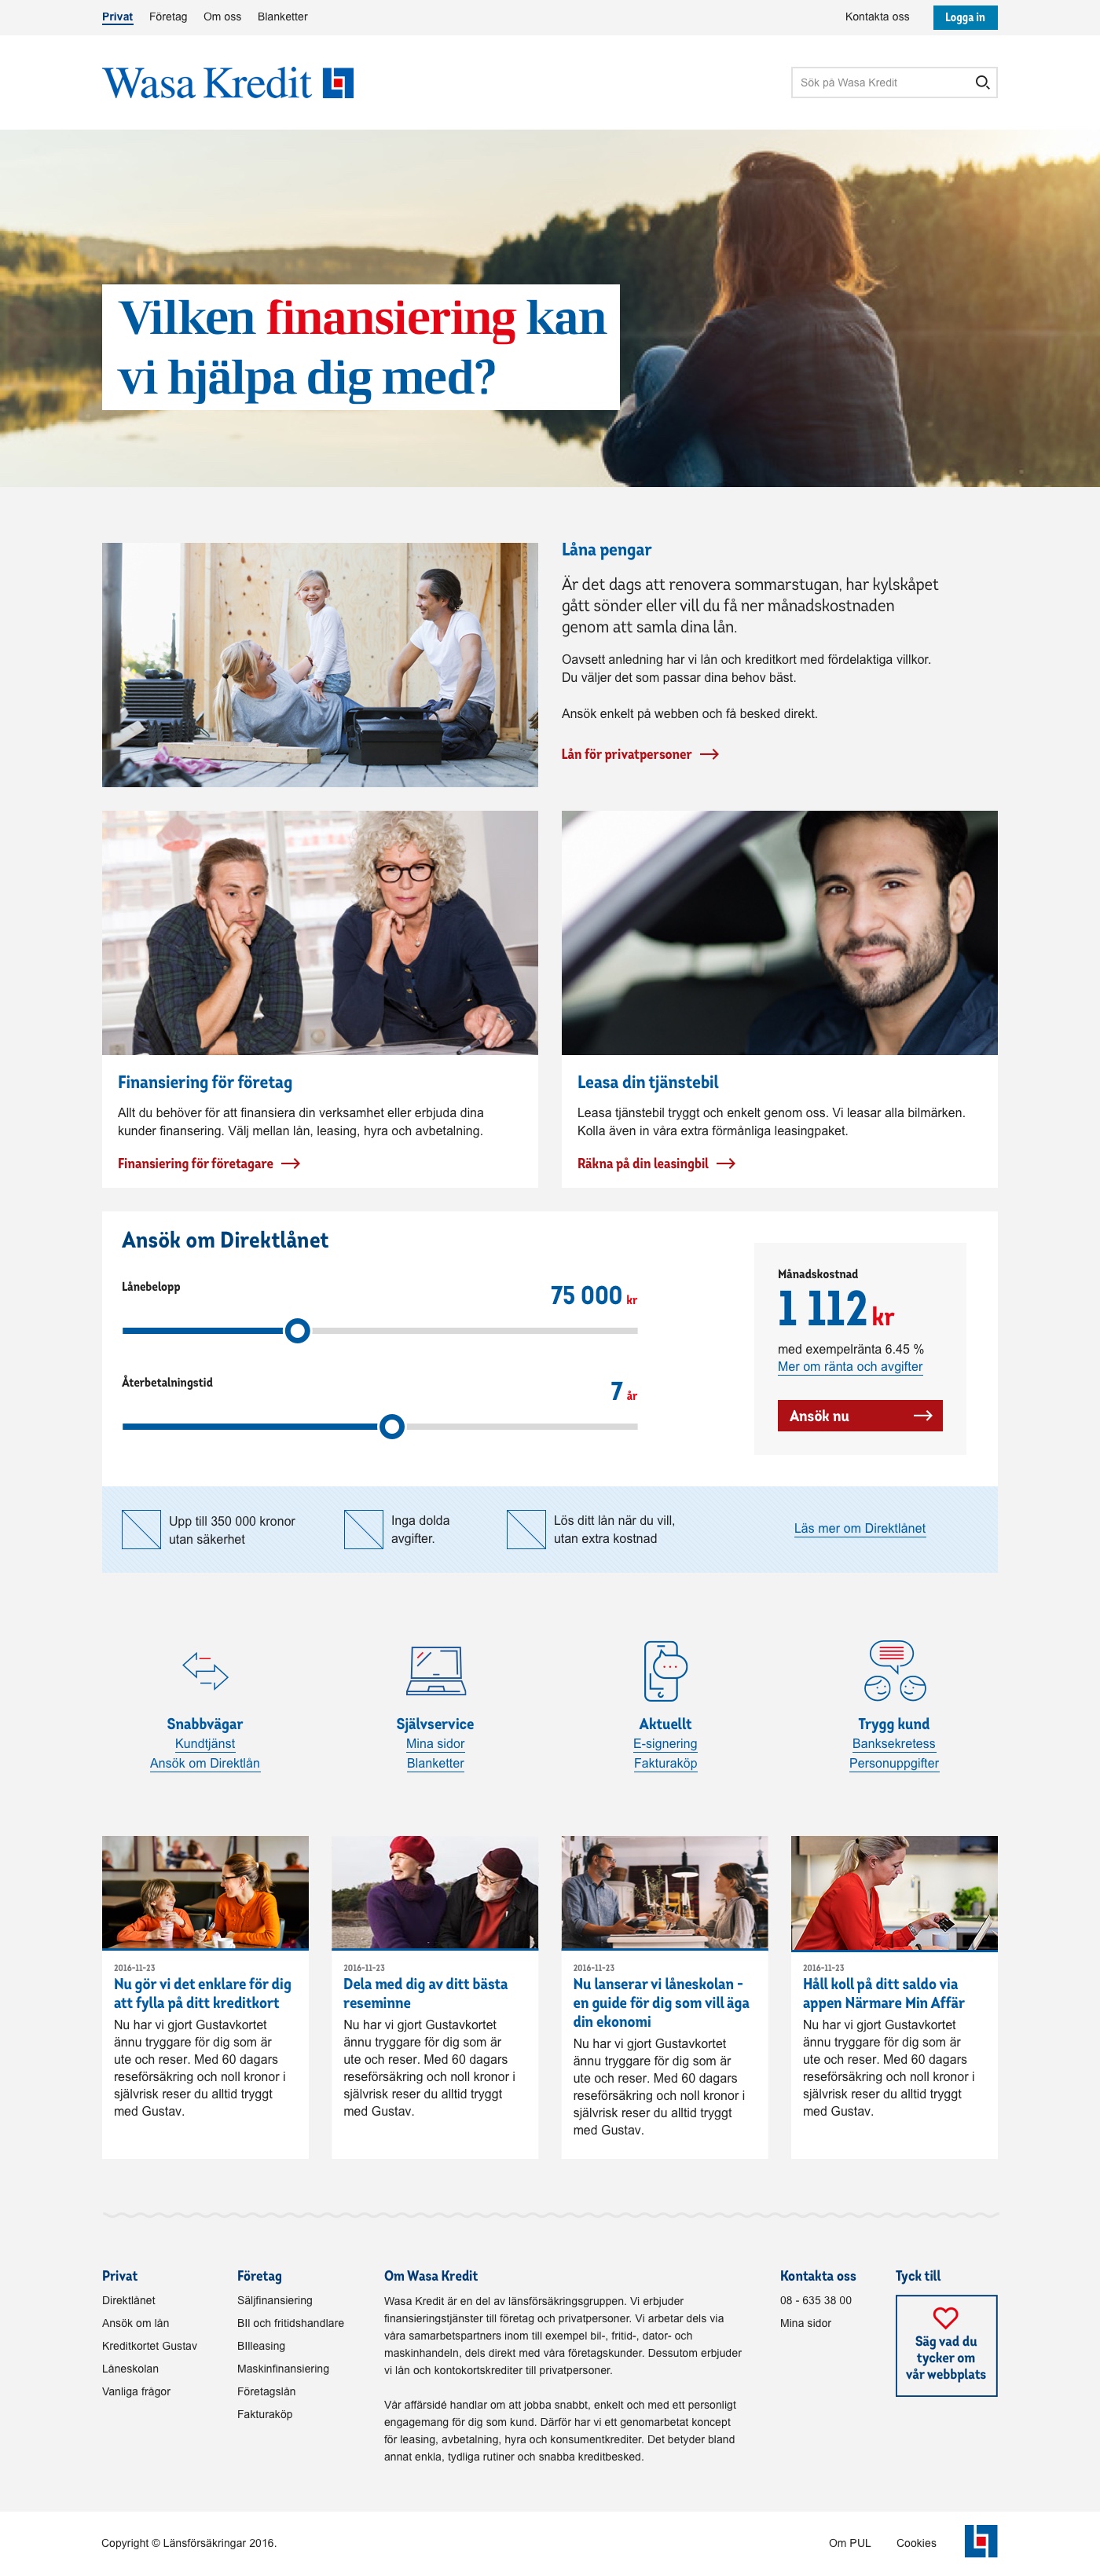 Privat Företag Om oss Blanketter Kontakta oss Logga in
Wasa Kredit
Sök på Wasa Kredit
Vilken finansiering kan
vi hjälpa dig med?
Låna pengar
Är det dags att renovera sommarstugan, har kylskåpet
gått sönder eller vill du få ner månadskostnaden
genom att samla dina lån.
Oavsett anledning har vi lån och kreditkort med fördelaktiga villkor.
Du väljer det som passar dina behov bäst.
Ansök enkelt på webben och få besked direkt.
Lån för privatpersoner
Finansiering för företag
Allt du behöver för att finansiera din verksamhet eller erbjuda dina
kunder finansering. Välj mellan lån, leasing, hyra och avbetalning.
Finansiering för företagare
Leasa din tjänstebil
Leasa tjänstebil tryggt och enkelt genom oss. Vi leasar alla bilmärken.
Kolla även in våra extra förmånliga leasingpaket.
Räkna på din leasingbil
Ansök om Direktlånet
Lånebelopp
75 000 kr
Återbetalningstid
7 år
Månadskostnad
1 112 kr
med exempelränta 6.45 %
Mer om ränta och avgifter
Ansök nu
Upp till 350 000 kronor
utan säkerhet
Inga dolda
avgifter.
Lös ditt lån när du vill,
utan extra kostnad
Läs mer om Direktlånet
Snabbvägar
Kundtjänst
Ansök om Direktlån
Självservice
Mina sidor
Blanketter
Aktuellt
E-signering
Fakturaköp
Trygg kund
Banksekretess
Personuppgifter
2016-11-23
Nu gör vi det enklare för dig
att fylla på ditt kreditkort
Nu har vi gjort Gustavkortet
ännu tryggare för dig som är
ute och reser. Med 60 dagars
reseförsäkring och noll kronor i
självrisk reser du alltid tryggt
med Gustav.
2016-11-23
Dela med dig av ditt bästa
reseminne
Nu har vi gjort Gustavkortet
ännu tryggare för dig som är
ute och reser. Med 60 dagars
reseförsäkring och noll kronor i
självrisk reser du alltid tryggt
med Gustav.
2016-11-23
Nu lanserar vi låneskolan -
en guide för dig som vill äga
din ekonomi
Nu har vi gjort Gustavkortet
ännu tryggare för dig som är
ute och reser. Med 60 dagars
reseförsäkring och noll kronor i
självrisk reser du alltid tryggt
med Gustav.
2016-11-23
Håll koll på ditt saldo via
appen Närmare Min Affär
Nu har vi gjort Gustavkortet
ännu tryggare för dig som är
ute och reser. Med 60 dagars
reseförsäkring och noll kronor i
självrisk reser du alltid tryggt
med Gustav.
Privat
Direktlånet
Ansök om lån
Kreditkortet Gustav
Låneskolan
Vanliga frågor
Företag
Säljfinansiering
BIl och fritidshandlare
BIlleasing
Maskinfinansiering
Företagslån
Fakturaköp
Om Wasa Kredit
Wasa Kredit är en del av länsförsökringsgruppen. Vi erbjuder
finansieringstjänster till företag och privatpersoner. Vi arbetar dels via
våra samarbetspartners inom till exempel bil-, fritid-, dator- och
maskinhandeln, dels direkt med våra företagskunder. Dessutom erbjuder
vi lån och kontokortskrediter till privatpersoner.
Vår affärsidé handlar om att jobba snabbt, enkelt och med ett personligt
engagemang för dig som kund. Därför har vi ett genomarbetat koncept
för leasing, avbetalning, hyra och konsumentkrediter. Det betyder bland
annat enkla, tydliga rutiner och snabba kreditbesked.
Kontakta oss
08 - 635 38 00
Mina sidor
Tyck till
Säg vad du
tycker om
vår webbplats
Copyright © Länsförsäkringar 2016.
Om PUL Cookies